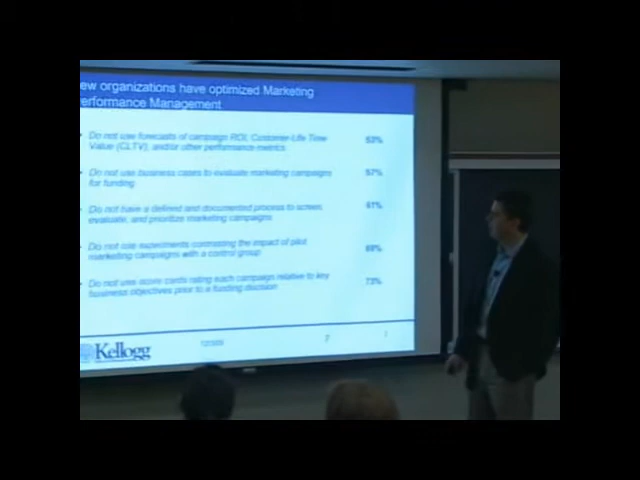 ew organizations have optimized Marketing
erformance Management
Do not use forecasts of campaign ROI, Customer-Life Time
Value (CLTV), and/or other performance metrics
Do not use business cases to evaluate marketing campaigns 57%
for funding
Do not have a defined and documented process to screen, 61%
evaluate, and prioritize marketing campaigns
Do not use experiments contrasting the impact of pilot
marketing campaigns with a control group
Do not use score cards rating each campaign relative to key 73%
business objectives prior to a funding decision
Kellogg 7